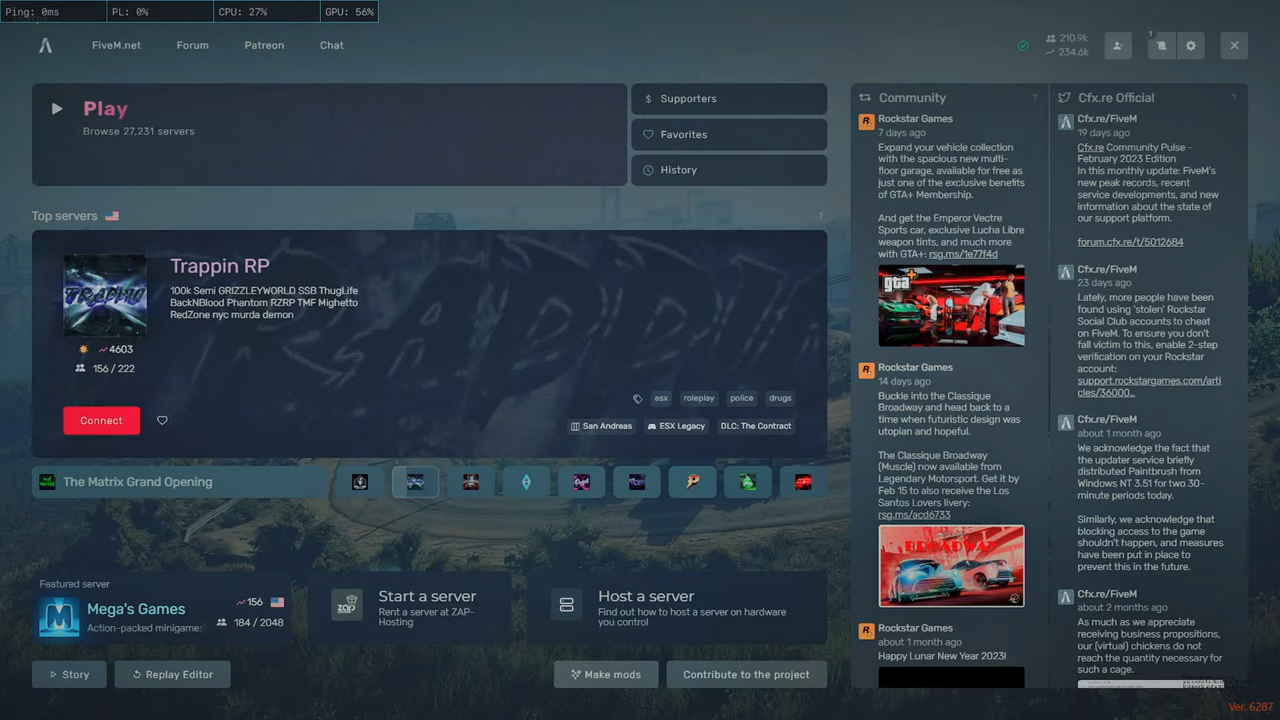 Ping: 0ms
PL: 0%
CPU: 27%
GPU: 56%
FiveM.net
Forum
Patreon
Chat
210.9k
234.6k
1
Play
Browse 27,231 servers
$ Supporters
Favorites
History
Top servers
?
TRAPPIN
Trappin RP
100k Semi GRIZZLEYWORLD SSB ThugLife
BackNBlood Phantom RZRP TMF Mighetto
RedZone nyc murda demon
4603
156 / 222
Connect
esx
roleplay
police
drugs
San Andreas
ESX Legacy
DLC: The Contract
The Matrix Grand Opening
Featured server
Mega's Games
Action-packed minigame:
156
184 / 2048
ZAP
Start a server
Rent a server at ZAP-
Hosting
Host a server
Find out how to host a server on hardware
you control
Story
Replay Editor
Make mods
Contribute to the project
Community
?
Rockstar Games
7 days ago
Expand your vehicle collection
with the spacious new multi-
floor garage, available for free as
just one of the exclusive benefits
of GTA+ Membership.
And get the Emperor Vectre
Sports car, exclusive Lucha Libre
weapon tints, and much more
with GTA+: rsg.ms/1e77f4d
gta+
Rockstar Games
14 days ago
Buckle into the Classique
Broadway and head back to a
time when futuristic design was
utopian and hopeful.
The Classique Broadway
(Muscle) now available from
Legendary Motorsport. Get it by
Feb 15 to also receive the Los
Santos Lovers livery:
rsg.ms/acd6733
BROADWAY
Rockstar Games
about 1 month ago
Happy Lunar New Year 2023!
Cfx.re Official
?
Cfx.re/FiveM
19 days ago
Cfx.re Community Pulse –
February 2023 Edition
In this monthly update: FiveM's
new peak records, recent
service developments, and new
information about the state of
our support platform.
forum.cfx.re/t/5012684
Cfx.re/FiveM
23 days ago
Lately, more people have been
found using 'stolen' Rockstar
Social Club accounts to cheat
on FiveM. To ensure you don't
fall victim to this, enable 2-step
verification on your Rockstar
account:
support.rockstargames.com/arti
cles/36000…
Cfx.re/FiveM
about 1 month ago
We acknowledge the fact that
the updater service briefly
distributed Paintbrush from
Windows NT 3.51 for two 30-
minute periods today.
Similarly, we acknowledge that
blocking access to the game
shouldn't happen, and measures
have been put in place to
prevent this in the future.
Cfx.re/FiveM
about 2 months ago
As much as we appreciate
receiving business propositions,
our (virtual) chickens do not
reach the quantity necessary for
such a cage.
Ver. 6287